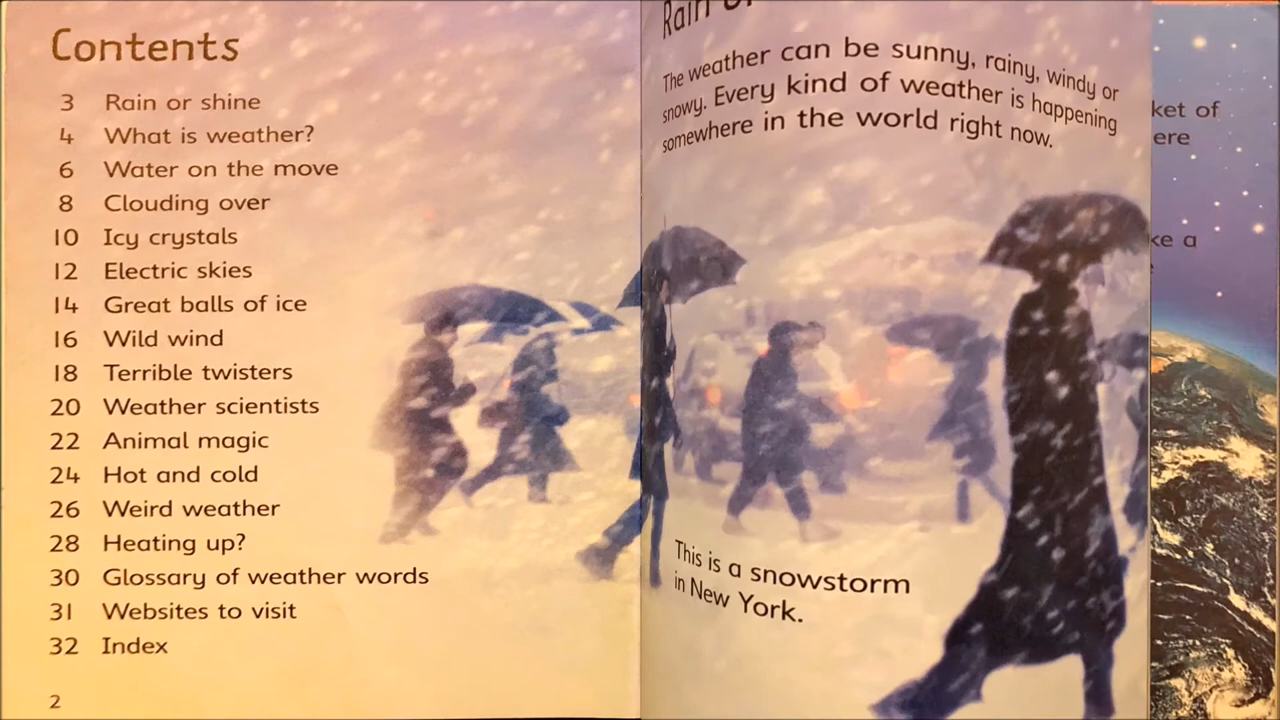 Contents
3 Rain or shine
4 What is weather?
6 Water on the move
8 Clouding over
10 Icy crystals
12 Electric skies
14 Great balls of ice
16 Wild wind
18 Terrible twisters
20 Weather scientists
22 Animal magic
24 Hot and cold
26 Weird weather
28 Heating up?
30 Glossary of weather words
31 Websites to visit
32 Index
2
Rain
The weather can be sunny, rainy, windy or
snowy. Every kind of weather is happening
somewhere in the world right now.
This is a snowstorm
in New York.
of
a